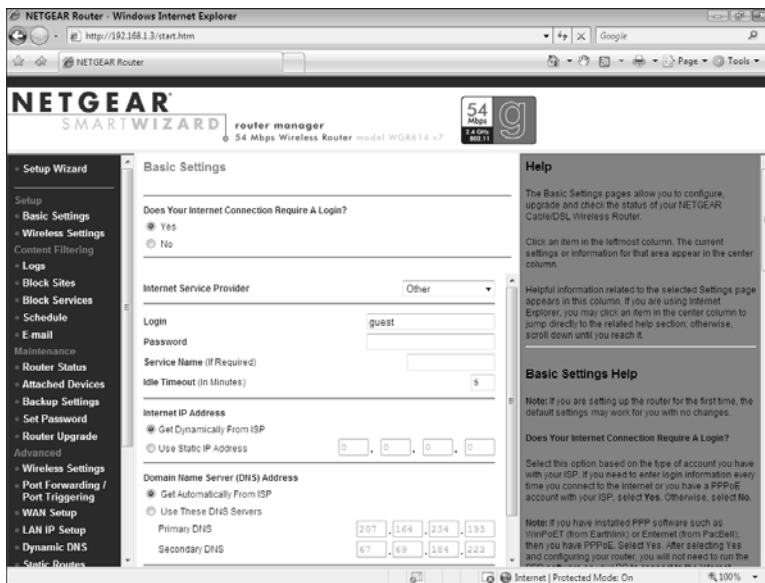 NETGEAR Router - Windows Internet Explorer
http://192.168.1.3/start.htm
Google
NETGEAR Router
Page
Tools
NETGEAR
SMARTWIZARD router manager
54 Mbps Wireless Router model WGR614 v7
54
Mbps
2.4 GHz
802.11
g
Setup Wizard
Setup
Basic Settings
Wireless Settings
Content Filtering
Logs
Block Sites
Block Services
Schedule
E-mail
Maintenance
Router Status
Attached Devices
Backup Settings
Set Password
Router Upgrade
Advanced
Wireless Settings
Port Forwarding /
Port Triggering
WAN Setup
LAN IP Setup
Dynamic DNS
Static Routes
Basic Settings
Does Your Internet Connection Require A Login?
Yes
No
Internet Service Provider Other
Login guest
Password
Service Name (If Required)
Idle Timeout (In Minutes) 5
Internet IP Address
Get Dynamically From ISP
Use Static IP Address 0 . 0 . 0 . 0
Domain Name Server (DNS) Address
Get Automatically From ISP
Use These DNS Servers
Primary DNS 207 . 164 . 234 . 193
Secondary DNS 67 . 69 . 184 . 223
Help
The Basic Settings pages allow you to configure,
upgrade and check the status of your NETGEAR
Cable/DSL Wireless Router.
Click an item in the leftmost column. The current
settings or information for that area appear in the center
column.
Helpful information related to the selected Settings page
appears in this column. If you are using Internet
Explorer, you may click an item in the center column to
jump directly to the related help section; otherwise,
scroll down until you reach it.
Basic Settings Help
Note: If you are setting up the router for the first time, the
default settings may work for you with no changes.
Does Your Internet Connection Require A Login?
Select this option based on the type of account you have
with your ISP. If you need to enter login information every
time you connect to the Internet or you have a PPPoE
account with your ISP, select Yes. Otherwise, select No.
Note: If you have installed PPP software such as
WinPoET (from Earthlink) or Enternet (from PacBell),
then you have PPPoE. Select Yes. After selecting Yes
and configuring your router, you will not need to run the
PPP software on your PC to connect to the Internet
Internet | Protected Mode: On
100%